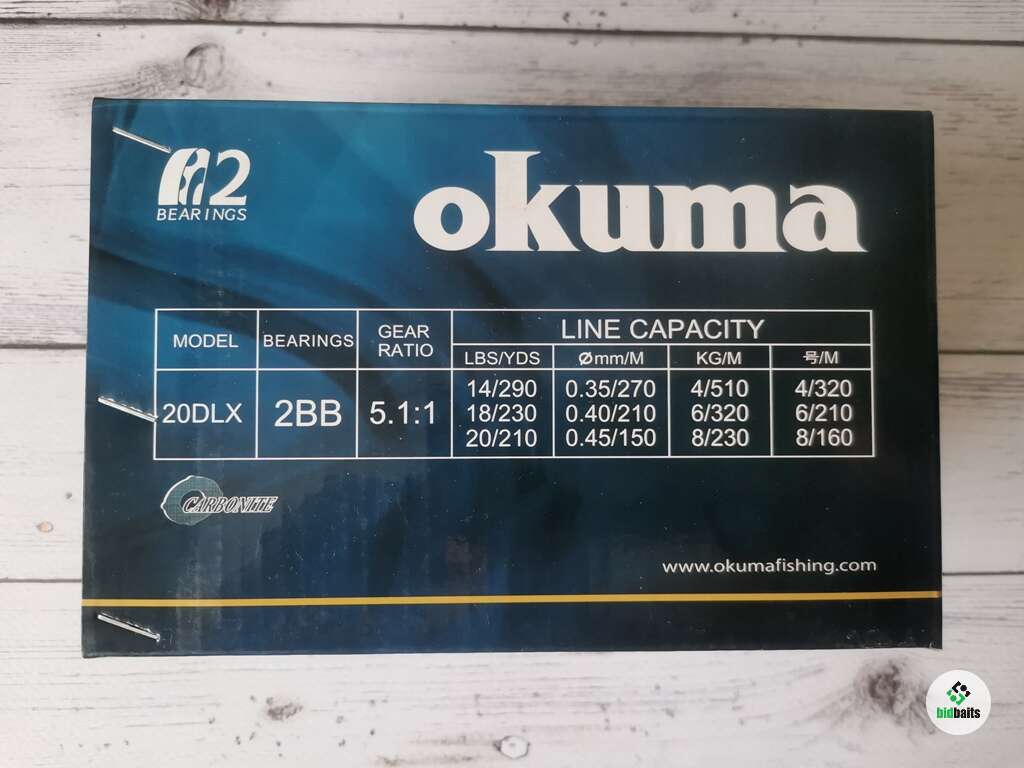 2
BEARINGS
okuma
MODEL BEARINGS GEAR RATIO LINE CAPACITY
LBS/YDS Ømm/M KG/M 号/M
20DLX 2BB 5.1:1
14/290 0.35/270 4/510 4/320
18/230 0.40/210 6/320 6/210
20/210 0.45/150 8/230 8/160
CARBONITE
www.okumafishing.com
bidbaits